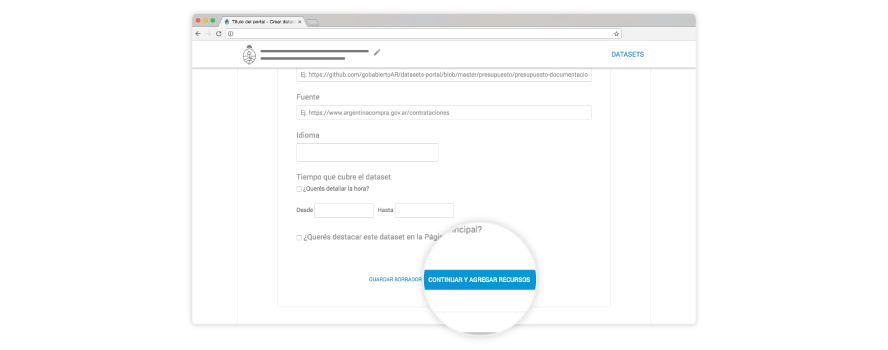 Título del portal - Crear datas
DATASETS
Ej. https://github.com/gobabiertoAR/datasets-portal/blob/master/presupuesto/presupuesto-documentacio
Fuente
Ej. https://www.argentinacompra.gov.ar/contrataciones
Idioma
Tiempo que cubre el dataset
¿Querés detallar la hora?
Desde Hasta
¿Querés destacar este dataset en la Página principal?
GUARDAR BORRADOR CONTINUAR Y AGREGAR RECURSOS